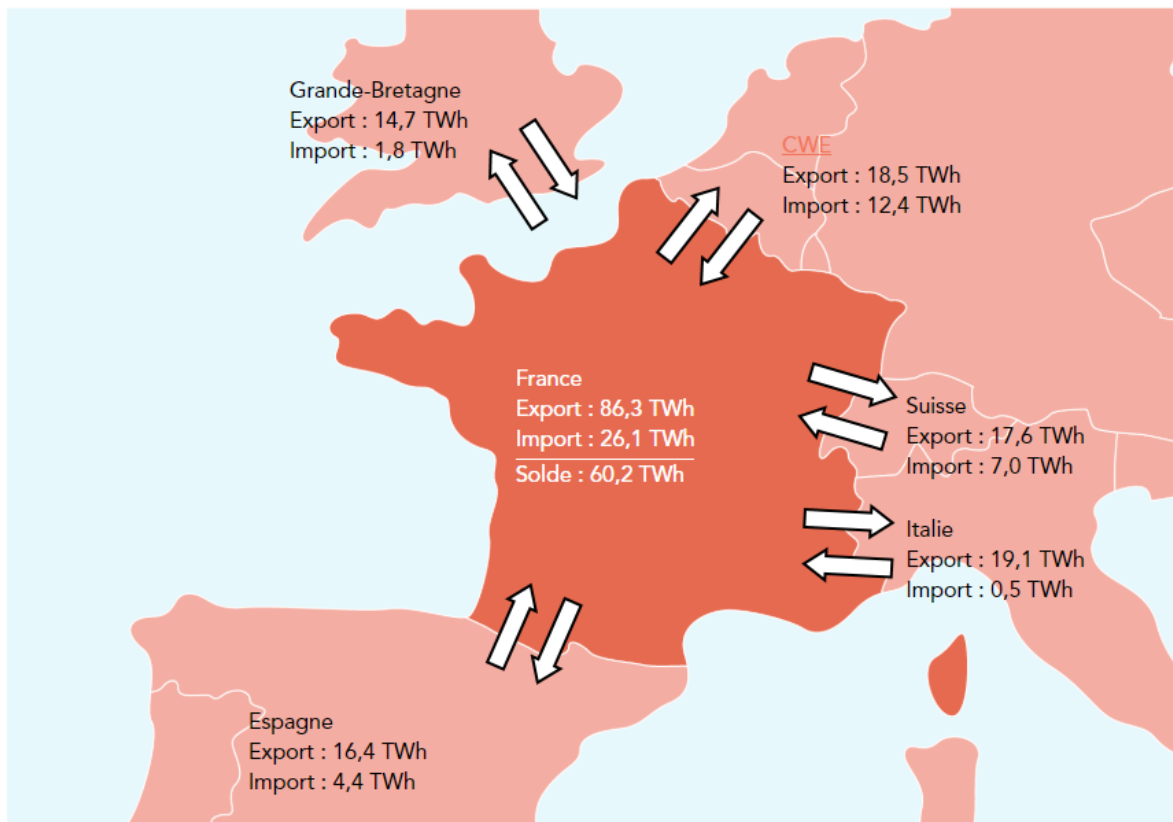 Grande-Bretagne
Export : 14,7 TWh
Import : 1,8 TWh
CWE
Export : 18,5 TWh
Import : 12,4 TWh
France
Export : 86,3 TWh
Import : 26,1 TWh
Solde : 60,2 TWh
Suisse
Export : 17,6 TWh
Import : 7,0 TWh
Italie
Export : 19,1 TWh
Import : 0,5 TWh
Espagne
Export : 16,4 TWh
Import : 4,4 TWh